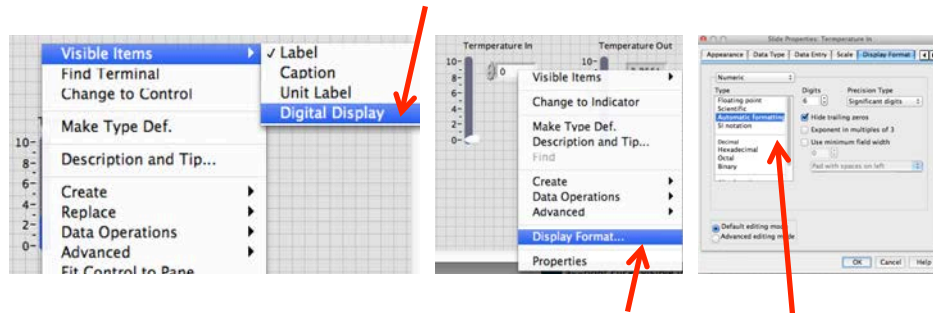 Visible Items
Find Terminal
Change to Control
Make Type Def.
Description and Tip...
Create
Replace
Data Operations
Advanced
Fit Control to Pane
✓ Label
Caption
Unit Label
Digital Display
10-
8-
6-
4-
2-
0-
Termperature In
Temperature Out
10-
8-
6-
4-
2-
0-
0
10-
8-
Visible Items
Change to Indicator
Make Type Def.
Description and Tip...
Find
Create
Data Operations
Advanced
Display Format...
Properties
Slide Properties: Termperature In
Appearance
Data Type
Data Entry
Scale
Display Format
Numeric
Type
Floating point
Scientific
Automatic formatting
SI notation
Decimal
Hexadecimal
Octal
Binary
Digits
6
Precision Type
Significant digits
Hide trailing zeros
Exponent in multiples of 3
Use minimum field width
0
Pad with spaces on left
Default editing mode
Advanced editing mode
OK
Cancel
Help